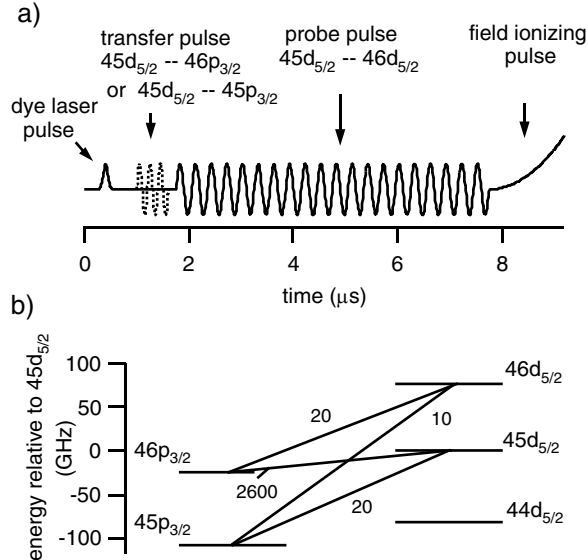 a)
transfer pulse
45d5/2 -- 46p3/2
or 45d5/2 -- 45p3/2
probe pulse
45d5/2 -- 46d5/2
field ionizing
pulse
dye laser
pulse
0 2 4 6 8
time (μs)
b)
energy relative to 45d5/2
(GHz)
100
50
0
-50
-100
46p3/2
45p3/2
20
10
2600
20
46d5/2
45d5/2
44d5/2